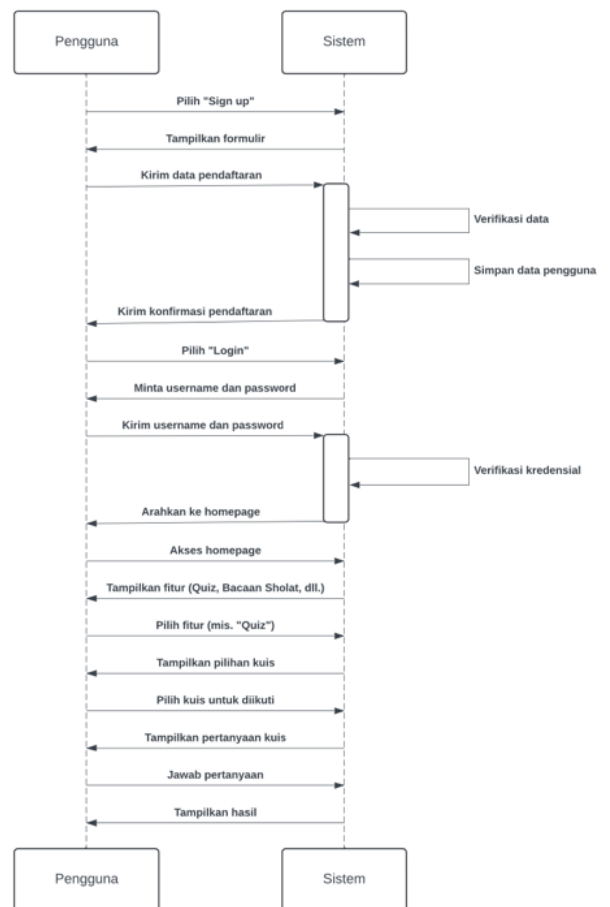 Pengguna
Sistem
Pilih "Sign up"
Tampilkan formulir
Kirim data pendaftaran
Verifikasi data
Simpan data pengguna
Kirim konfirmasi pendaftaran
Pilih "Login"
Minta username dan password
Kirim username dan password
Verifikasi kredensial
Arahkan ke homepage
Akses homepage
Tampilkan fitur (Quiz, Bacaan Sholat, dll.)
Pilih fitur (mis. "Quiz")
Tampilkan pilihan kuis
Pilih kuis untuk diikuti
Tampilkan pertanyaan kuis
Jawab pertanyaan
Tampilkan hasil
Pengguna
Sistem